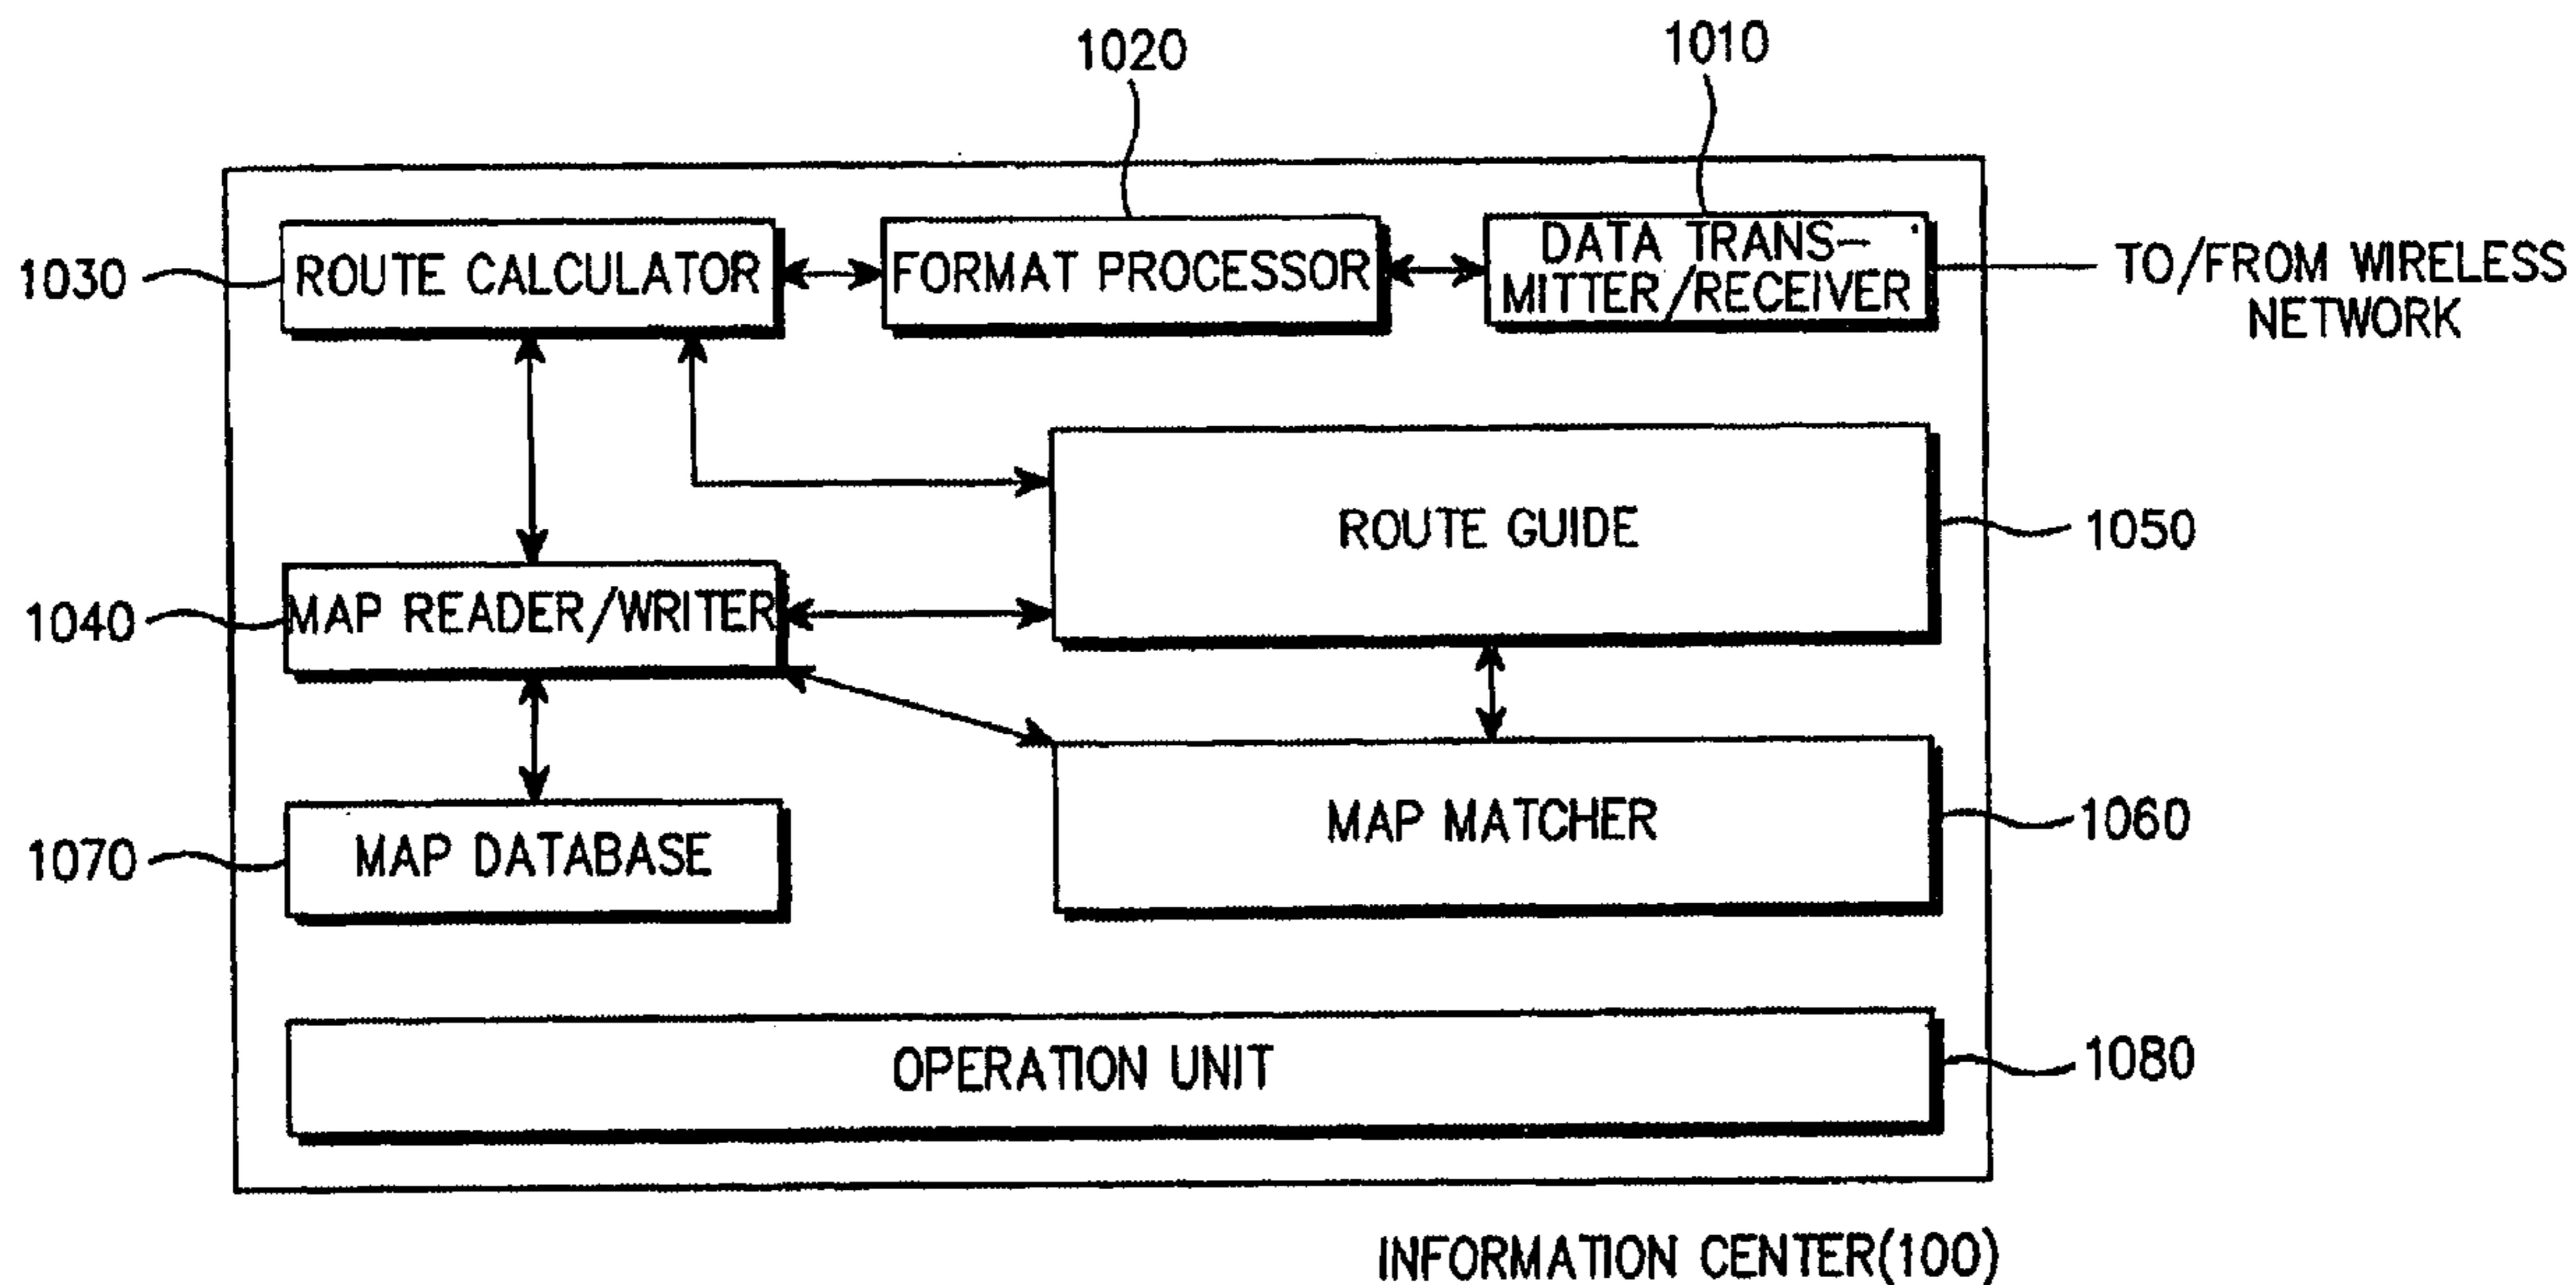 1020
1010
1030
ROUTE CALCULATOR
FORMAT PROCESSOR
DATA TRANS-
MITTER/RECEIVER
TO/FROM WIRELESS
NETWORK
ROUTE GUIDE
1050
1040
MAP READER/WRITER
MAP MATCHER
1060
1070
MAP DATABASE
OPERATION UNIT
1080
INFORMATION CENTER(100)